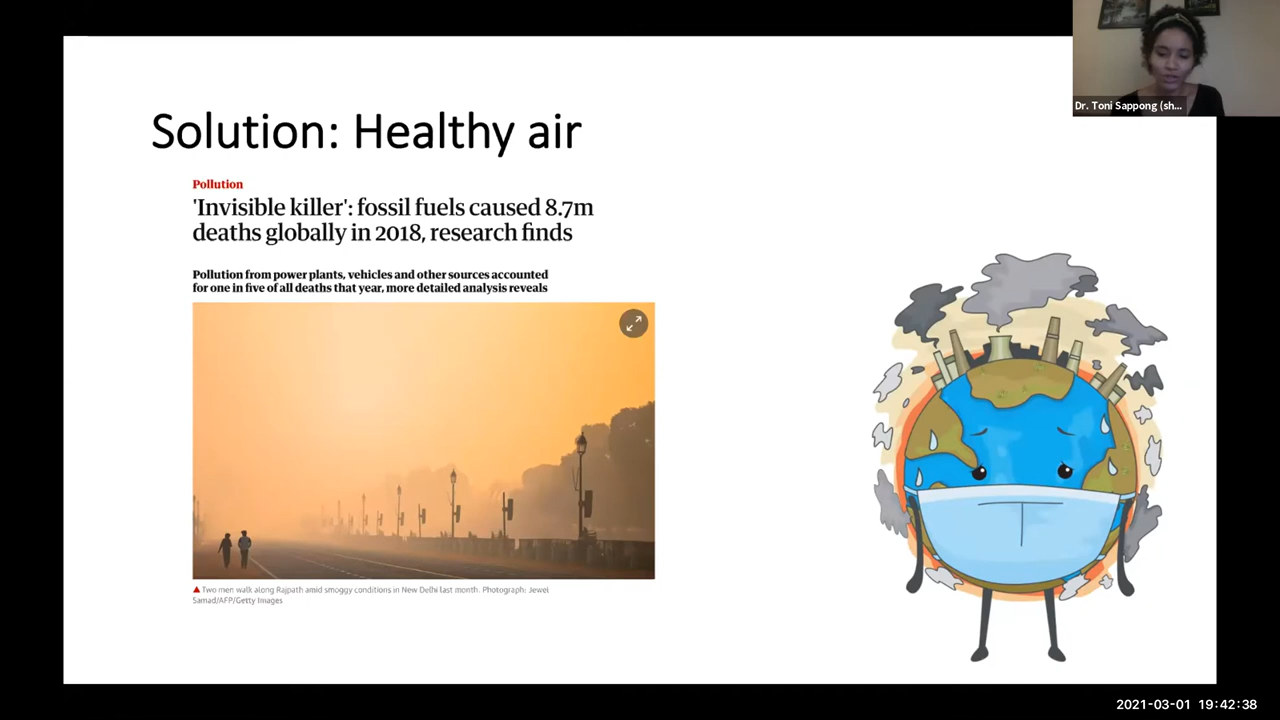 Dr. Toni Sappong (sh...
Solution: Healthy air
Pollution
'Invisible killer': fossil fuels caused 8.7m
deaths globally in 2018, research finds
Pollution from power plants, vehicles and other sources accounted
for one in five of all deaths that year, more detailed analysis reveals
▲ Two men walk along Rajpath amid smoggy conditions in New Delhi last month. Photograph: Jewel
Samad/AFP/Getty Images
2021-03-01 19:42:38